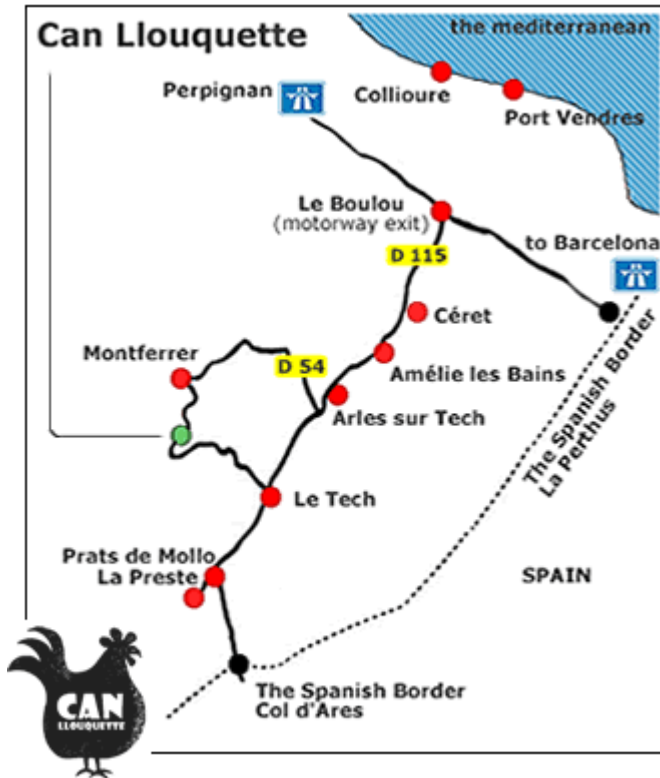 Can Llouquette
the mediterranean
Perpignan
Collioure
Port Vendres
Le Boulou
(motorway exit)
to Barcelona
D 115
Céret
Montferrer
D 54
Amélie les Bains
Arles sur Tech
The Spanish Border
La Perthus
Le Tech
Prats de Mollo
La Preste
SPAIN
The Spanish Border
Col d'Ares
CAN
LLOUQUETTE